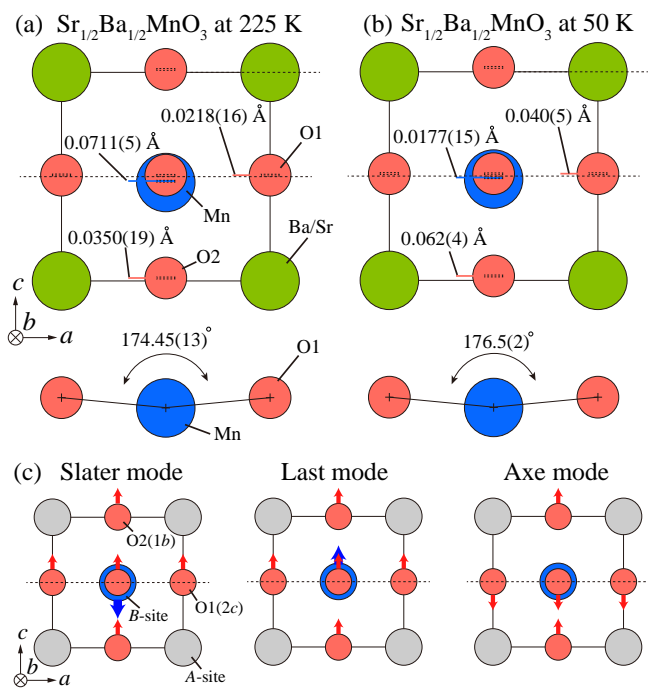 (a) Sr1/2Ba1/2MnO3 at 225 K
(b) Sr1/2Ba1/2MnO3 at 50 K
0.0218(16) Å
0.0711(5) Å
O1
Mn
Ba/Sr
0.0350(19) Å
O2
0.040(5) Å
0.0177(15) Å
0.062(4) Å
c
b
a
174.45(13)°
O1
Mn
176.5(2)°
(c) Slater mode
Last mode
Axe mode
O2(1b)
B-site
O1(2c)
A-site
c
b
a